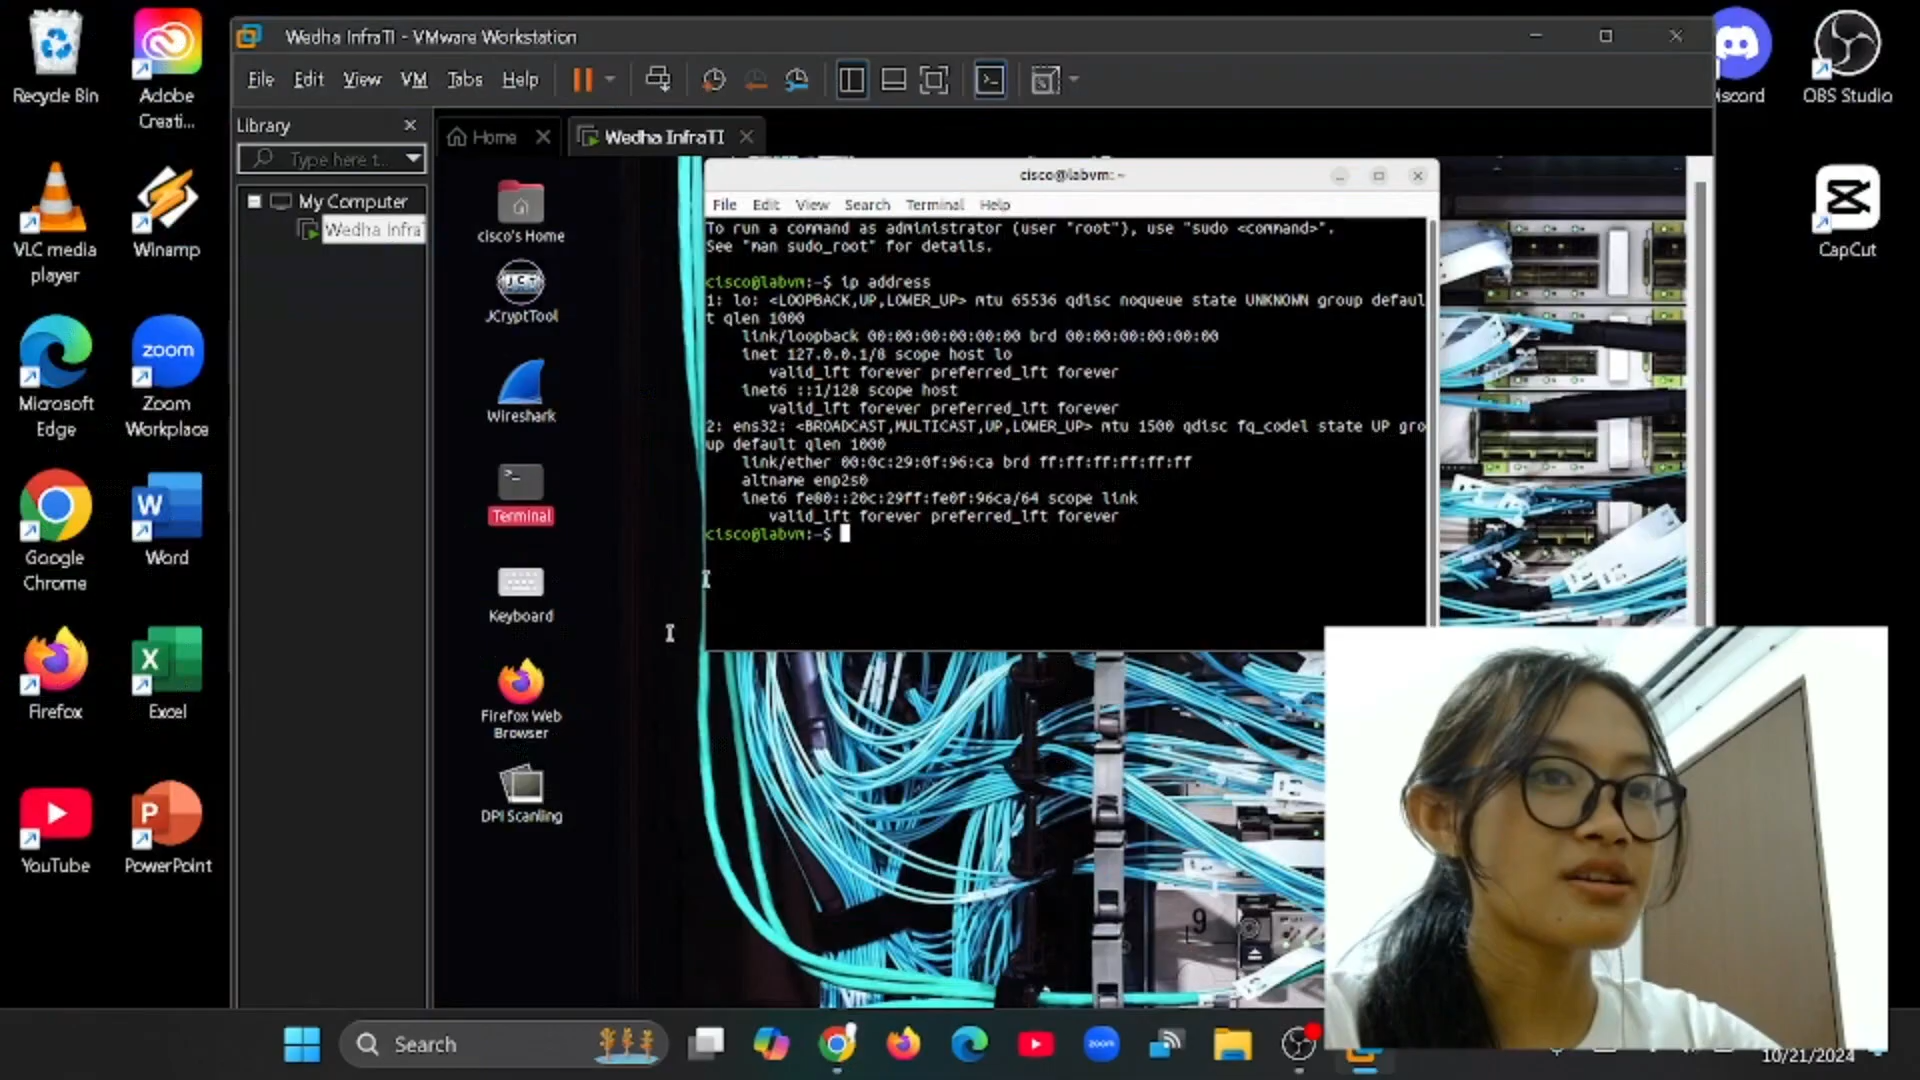 Wedha InfraTI - VMware Workstation
File Edit View VM Tabs Help
Library
Type here t...
My Computer
Wedha Infra
Home
Wedha InfraTI
Recycle Bin
Adobe
Creati...
VLC media
player
Winamp
Microsoft
Edge
zoom
Zoom
Workplace
Google
Chrome
Word
Firefox
Excel
YouTube
PowerPoint
iscord
OBS Studio
CapCut
cisco's Home
JCT
JCrypTool
Wireshark
Terminal
Keyboard
Firefox Web
Browser
DPI Scanling
cisco@labvm: ~
File Edit View Search Terminal Help
To run a command as administrator (user "root"), use "sudo <command>".
See "man sudo_root" for details.
cisco@labvm:~$ ip address
1: lo: <LOOPBACK,UP,LOWER_UP> mtu 65536 qdisc noqueue state UNKNOWN group defaul
t qlen 1000
link/loopback 00:00:00:00:00:00 brd 00:00:00:00:00:00
inet 127.0.0.1/8 scope host lo
valid_lft forever preferred_lft forever
inet6 ::1/128 scope host
valid_lft forever preferred_lft forever
2: ens32: <BROADCAST,MULTICAST,UP,LOWER_UP> mtu 1500 qdisc fq_codel state UP gro
up default qlen 1000
link/ether 00:0c:29:0f:96:ca brd ff:ff:ff:ff:ff:ff
altname enp2s0
inet6 fe80::20c:29ff:fe0f:96ca/64 scope link
valid_lft forever preferred_lft forever
cisco@labvm:~$
9
Search
zoom
10/21/2024